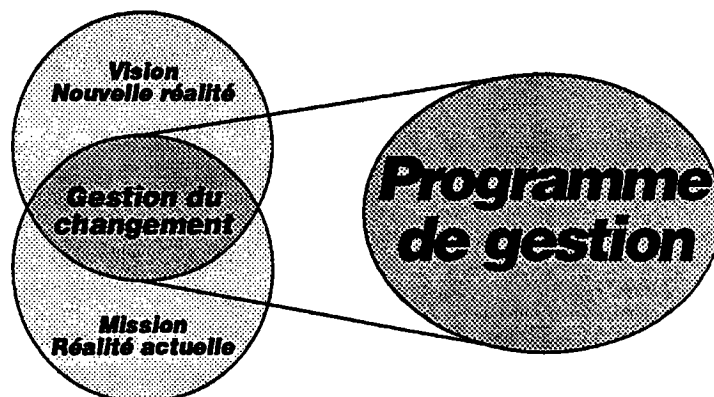 Vision
Nouvelle réalité
Gestion du
changement
Programme
de gestion
Mission
Réalité actuelle